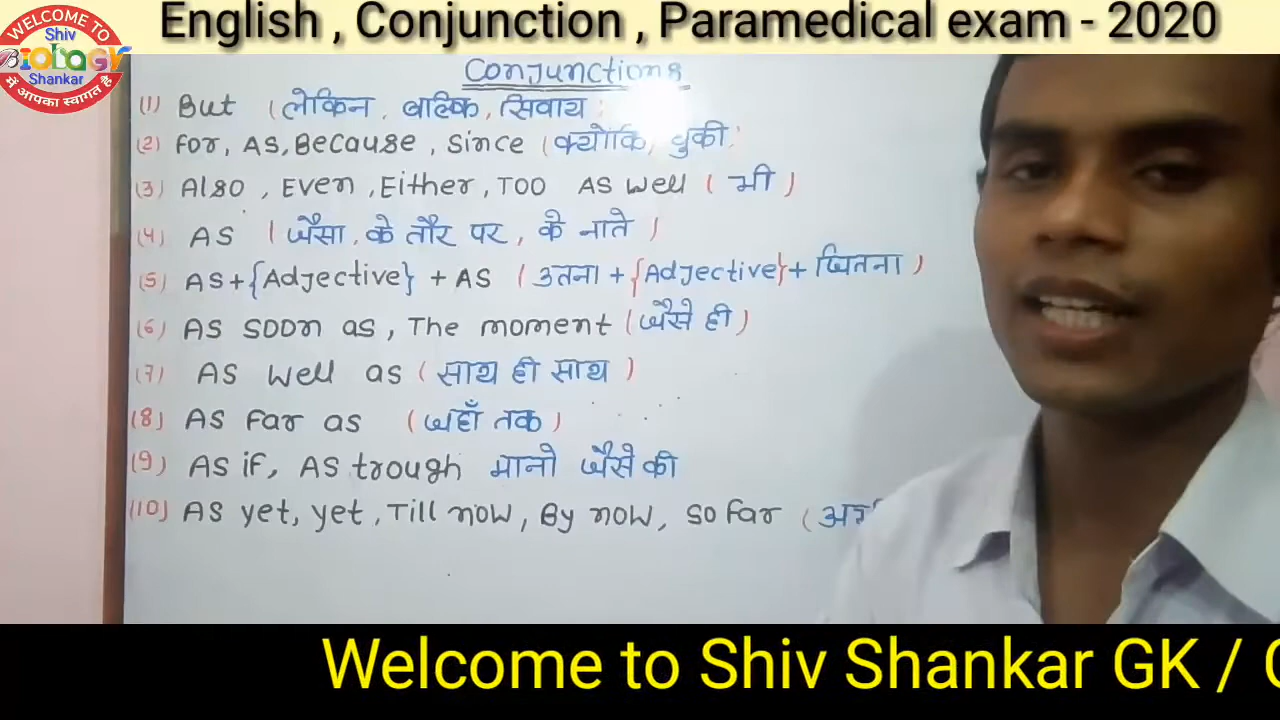 English , Conjunction , Paramedical exam - 2020
WELCOME TO
Shiv
BiOLOGY
Shankar
में आपका स्वागत है
Conjunctions
(1) But (लेकिन, बल्कि, सिवाय)
(2) For, AS, Because, Since (क्योकि, चुकी)
(3) Also, Even, Either, Too As well (भी)
(4) AS (जैसा, के तौर पर, के नाते)
(5) AS+{Adjective} + AS (उतना + {Adjective} + जितना)
(6) AS soon as, The moment (जैसे ही)
(7) AS well as (साथ ही साथ)
(8) AS Far as (जहाँ तक)
(9) AS if, AS trough मानो जैसे की
(10) AS yet, yet, Till now, By now, so far (
Welcome to Shiv Shankar GK /